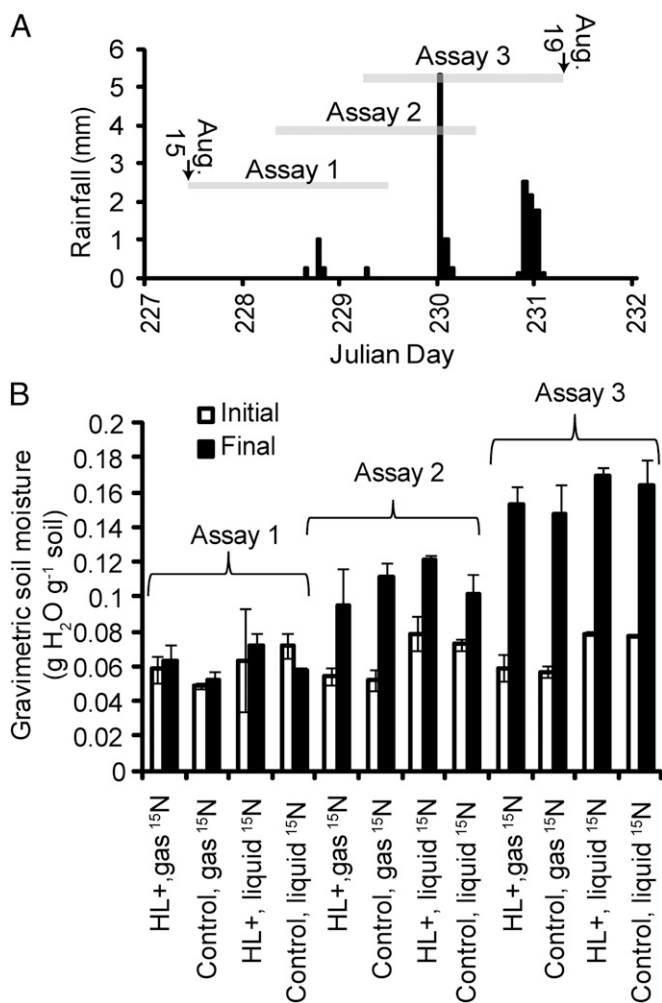 A
Rainfall (mm)
6
5
4
3
2
1
0
Aug. 15
Aug. 19
Assay 3
Assay 2
Assay 1
227
228
229
230
231
232
Julian Day
B
Gravimetric soil moisture
(g H₂O g⁻¹ soil)
0.2
0.18
0.16
0.14
0.12
0.1
0.08
0.06
0.04
0.02
0
Initial
Final
Assay 1
Assay 2
Assay 3
HL+,gas ¹⁵N
Control, gas ¹⁵N
HL+, liquid ¹⁵N
Control, liquid ¹⁵N
HL+,gas ¹⁵N
Control, gas ¹⁵N
HL+, liquid ¹⁵N
Control, liquid ¹⁵N
HL+,gas ¹⁵N
Control, gas ¹⁵N
HL+, liquid ¹⁵N
Control, liquid ¹⁵N